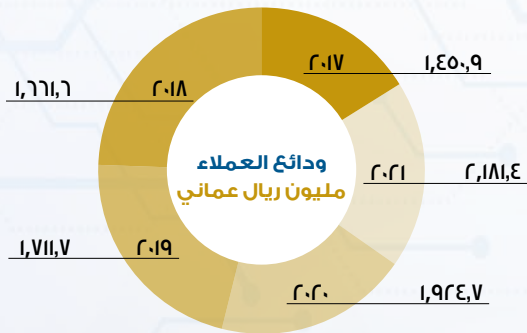 ٢٠١٧ ١,٤٥٠,٩
٢٠١٨ ١,٦٦١,٦
ودائع العملاء
مليون ريال عماني
٢٠٢١ ٢,١٨١,٤
٢٠١٩ ١,٧١١,٧
٢٠٢٠ ١,٩٢٤,٧